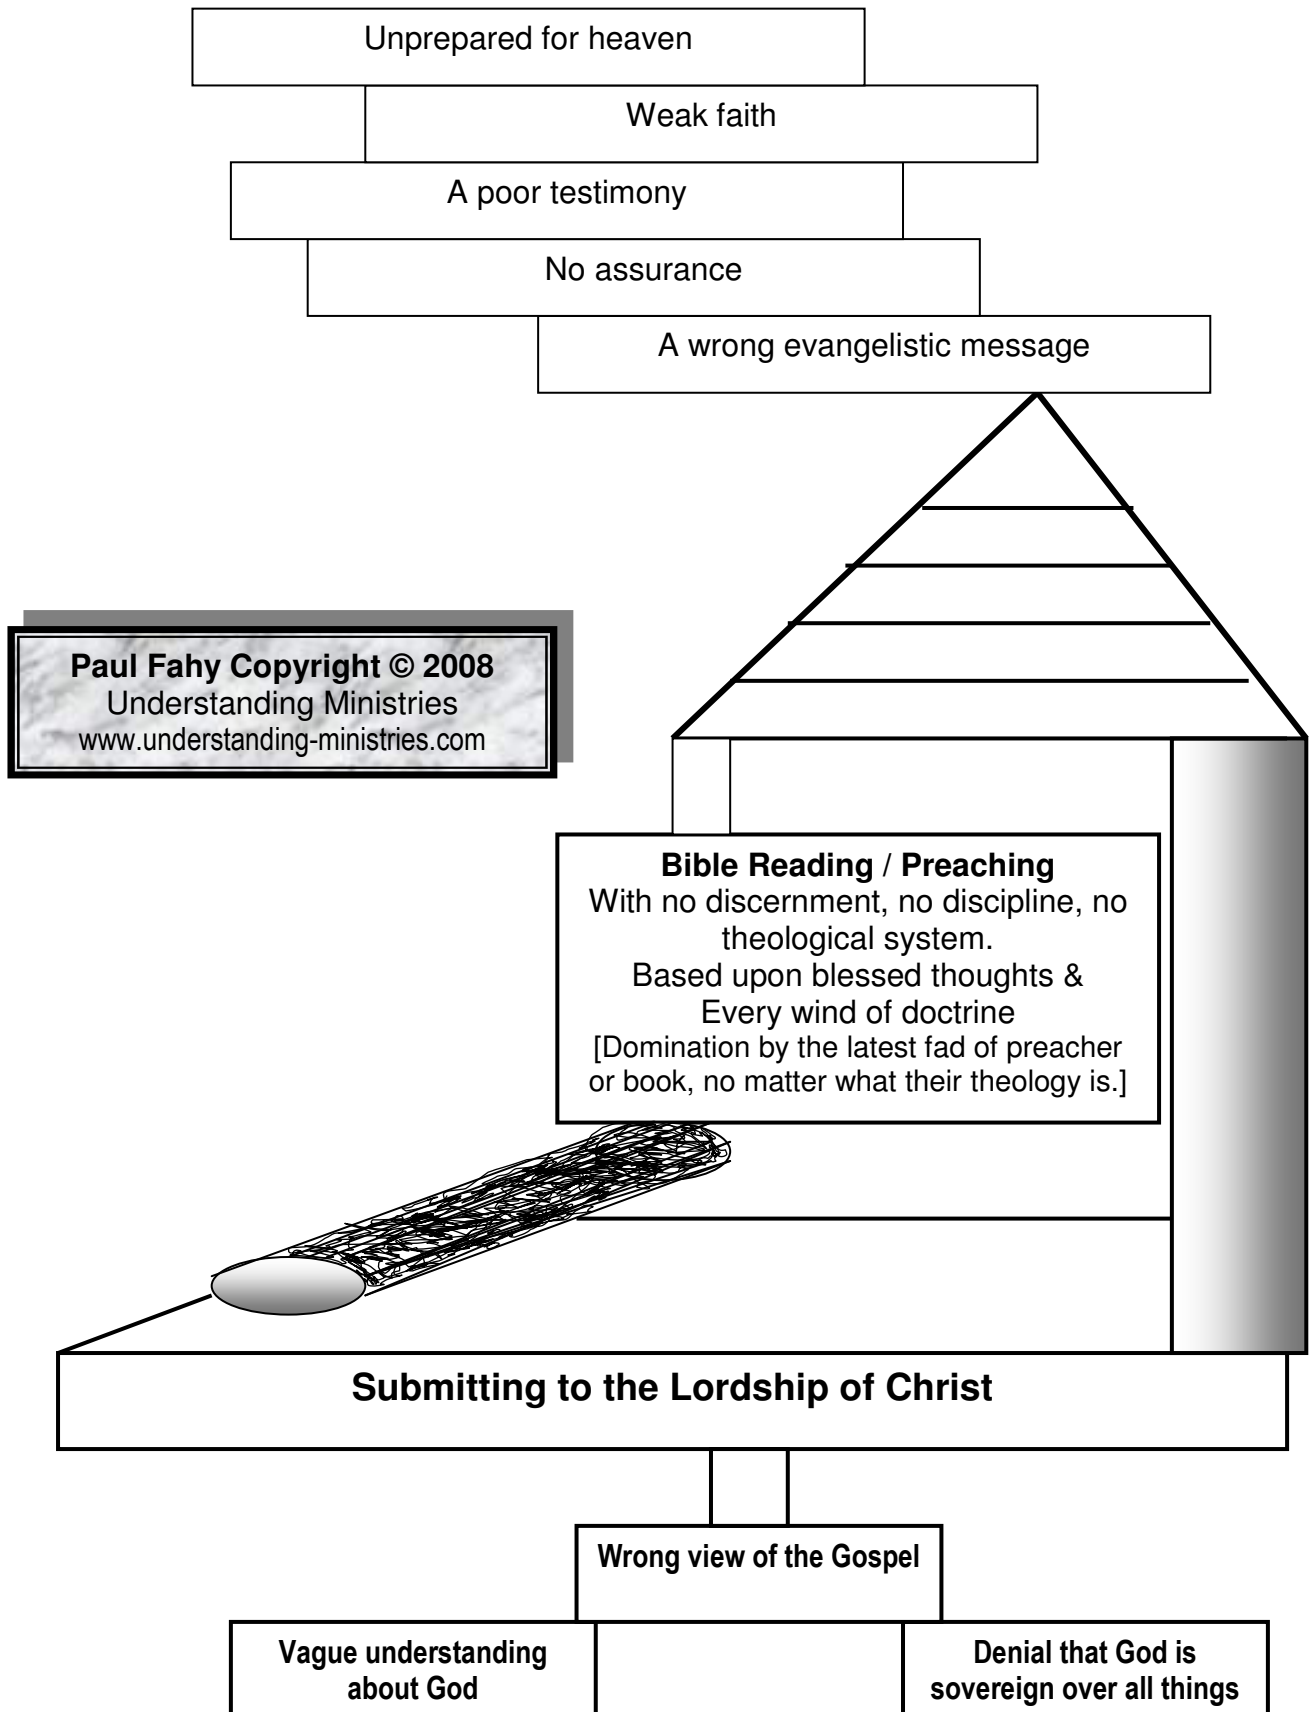 Unprepared for heaven
Weak faith
A poor testimony
No assurance
A wrong evangelistic message
Paul Fahy Copyright © 2008
Understanding Ministries
www.understanding-ministries.com
Bible Reading / Preaching
With no discernment, no discipline, no
theological system.
Based upon blessed thoughts &
Every wind of doctrine
[Domination by the latest fad of preacher
or book, no matter what their theology is.]
Submitting to the Lordship of Christ
Wrong view of the Gospel
Vague understanding
about God
Denial that God is
sovereign over all things